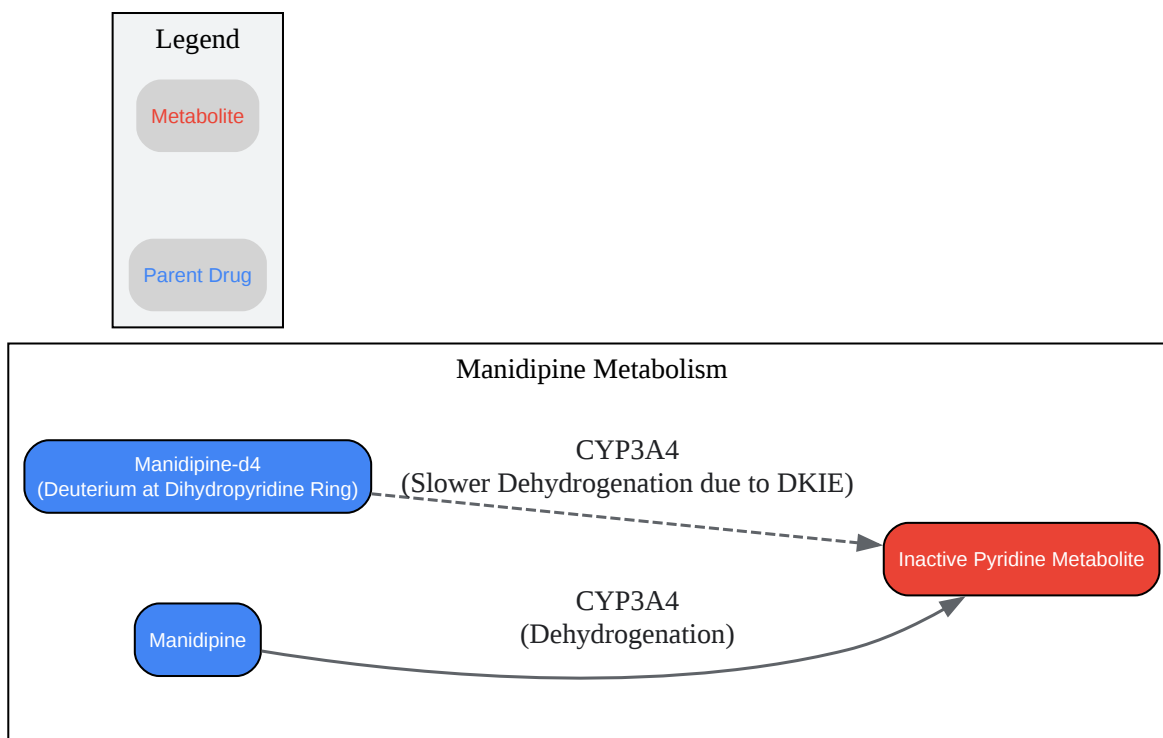 Legend
Metabolite
Parent Drug
Manidipine Metabolism
Manidipine-d4
(Deuterium at Dihydropyridine Ring)
CYP3A4
(Slower Dehydrogenation due to DKIE)
Inactive Pyridine Metabolite
CYP3A4
(Dehydrogenation)
Manidipine